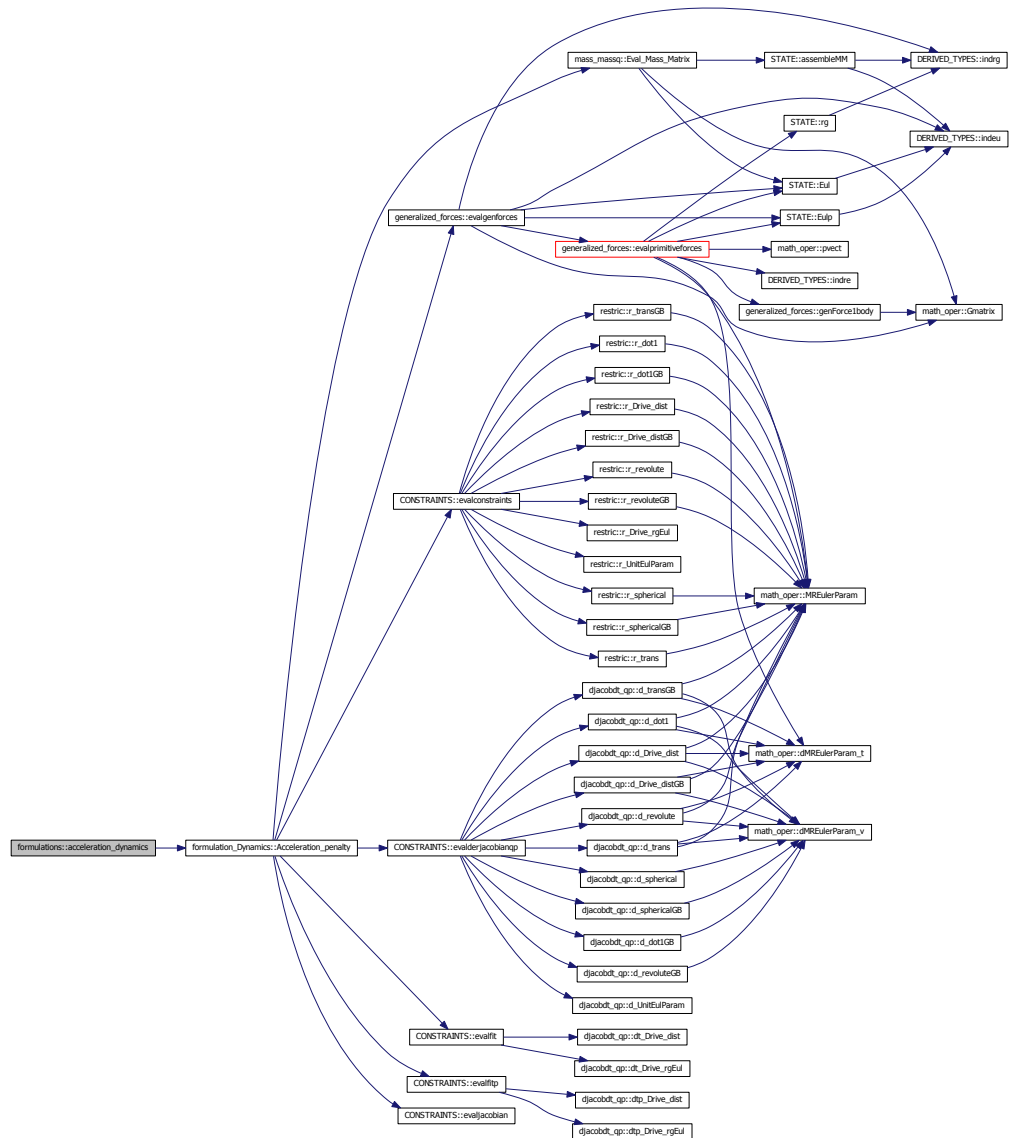 mass_massq::Eval_Mass_Matrix
STATE::assembleMM
DERIVED_TYPES::indrg
STATE::rg
DERIVED_TYPES::indeu
STATE::Eul
generalized_forces::evalgenforces
STATE::Eulp
generalized_forces::evalprimitiveforces
math_oper::pvect
DERIVED_TYPES::indre
generalized_forces::genForce1body
math_oper::Gmatrix
restric::r_transGB
restric::r_dot1
restric::r_dot1GB
restric::r_Drive_dist
restric::r_Drive_distGB
restric::r_revolute
CONSTRAINTS::evalconstraints
restric::r_revoluteGB
restric::r_Drive_rgEul
restric::r_UnitEulParam
restric::r_spherical
math_oper::MREulerParam
restric::r_sphericalGB
restric::r_trans
djacobdt_qp::d_transGB
djacobdt_qp::d_dot1
djacobdt_qp::d_Drive_dist
math_oper::dMREulerParam_t
djacobdt_qp::d_Drive_distGB
djacobdt_qp::d_revolute
math_oper::dMREulerParam_v
formulations::acceleration_dynamics
formulation_Dynamics::Acceleration_penalty
CONSTRAINTS::evalderjacobianqp
djacobdt_qp::d_trans
djacobdt_qp::d_spherical
djacobdt_qp::d_sphericalGB
djacobdt_qp::d_dot1GB
djacobdt_qp::d_revoluteGB
djacobdt_qp::d_UnitEulParam
CONSTRAINTS::evalfit
djacobdt_qp::dt_Drive_dist
djacobdt_qp::dt_Drive_rgEul
CONSTRAINTS::evalfitp
djacobdt_qp::dtp_Drive_dist
CONSTRAINTS::evaljacobian
djacobdt_qp::dtp_Drive_rgEul